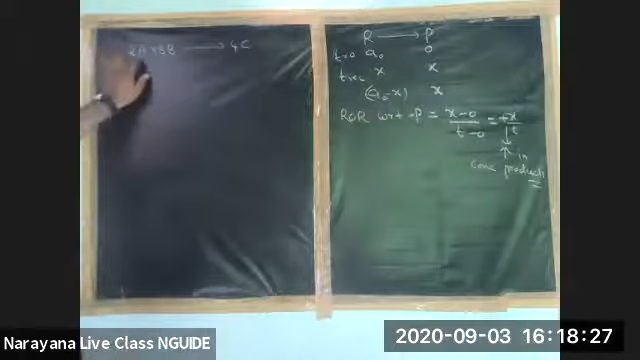 2A+3B ⟶ 4C
R ⟶ P
t=0 a₀ 0
t=t x x
(a₀-x) x
ROR wrt P = x-0/t-0 = +x/t
↑ in
conc products
Narayana Live Class NGUIDE
2020-09-03 16:18:27